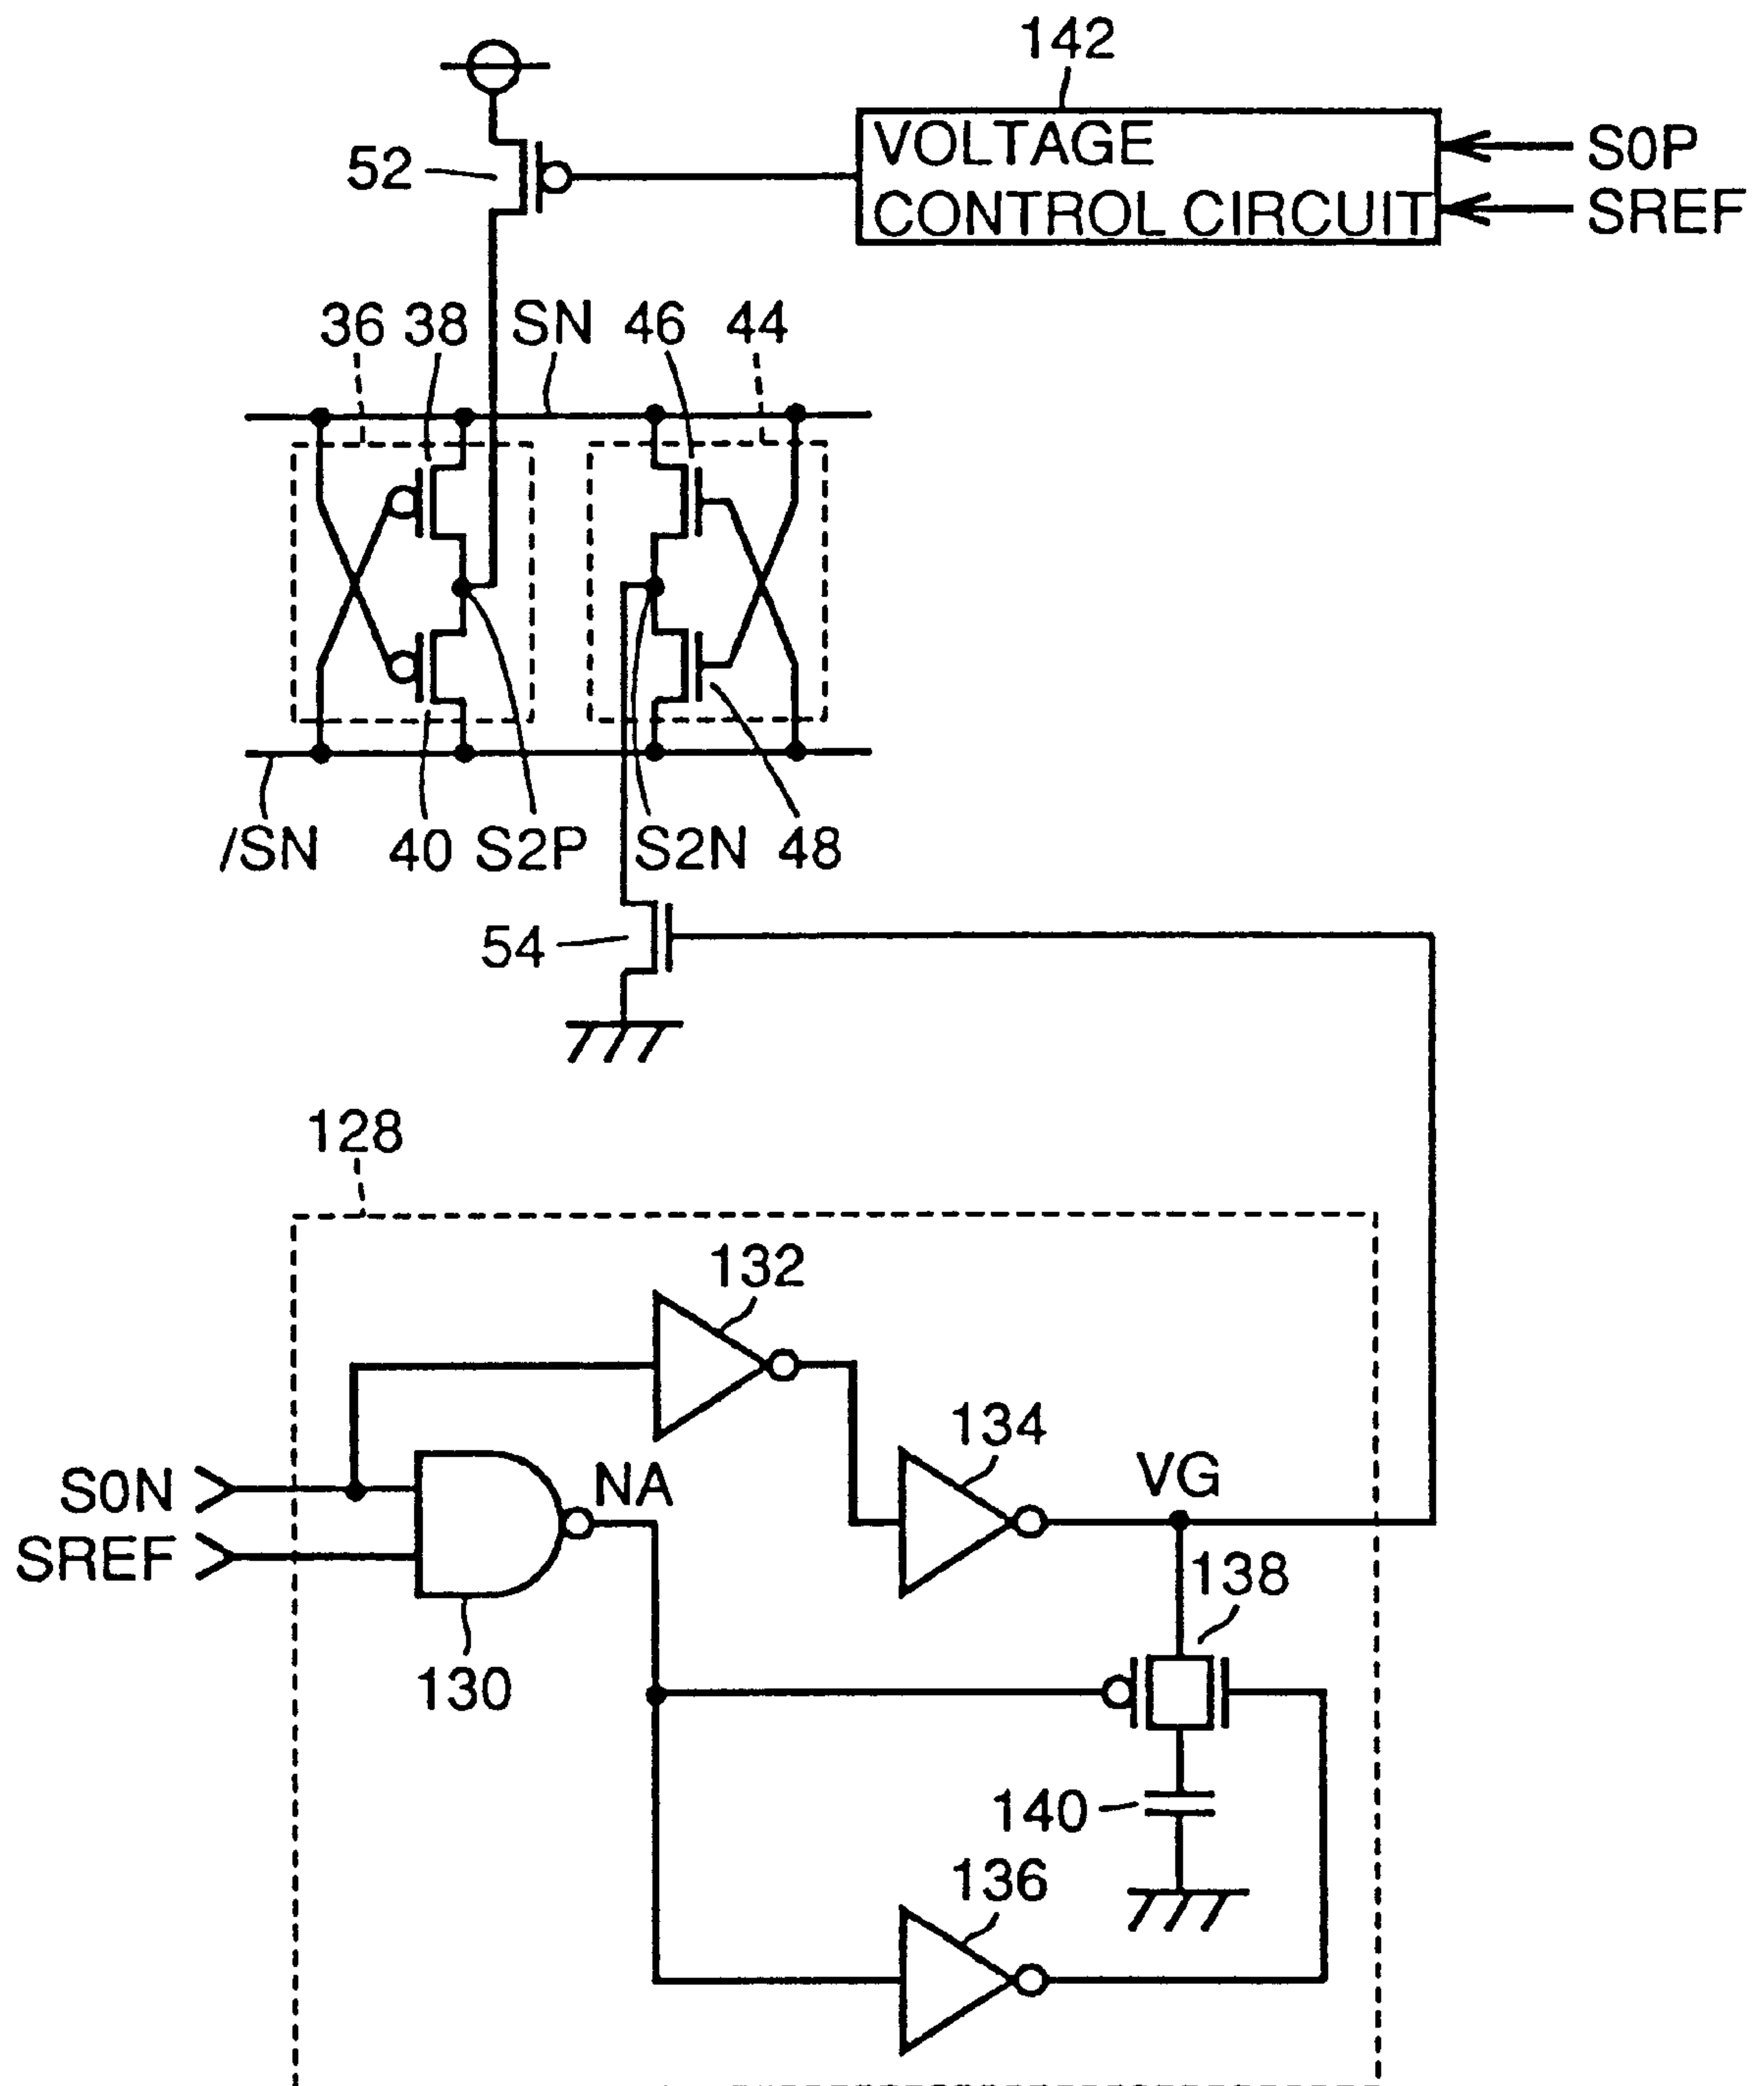 142
VOLTAGE
CONTROL CIRCUIT
S0P
SREF
52
36 38 SN 46 44
/SN 40 S2P S2N 48
54
128
132
134
S0N
NA
VG
SREF
138
130
140
136